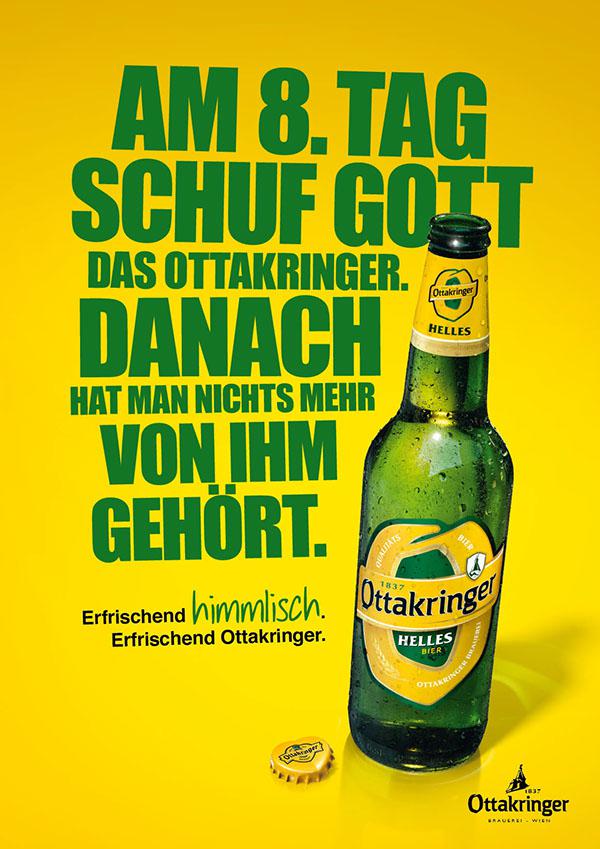 AM 8. TAG
SCHUF GOTT
DAS OTTAKRINGER.
DANACH
HAT MAN NICHTS MEHR
VON IHM
GEHÖRT.
Erfrischend himmlisch.
Erfrischend Ottakringer.
Ottakringer
HELLES
QUALITÄTS BIER
1837
Ottakringer
HELLES
BIER
OTTAKRINGER BRAUEREI
Ottakringer
1837
Ottakringer
BRAUEREI - WIEN